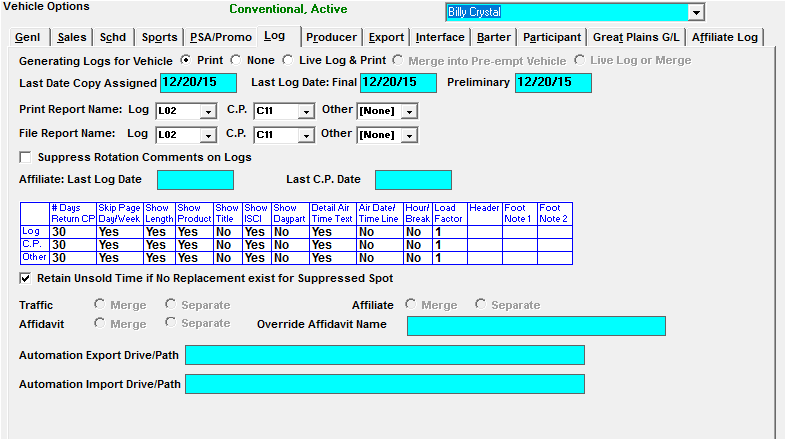 Vehicle Options Conventional, Active Billy Crystal
Genl Sales Schd Sports PSA/Promo Log Producer Export Interface Barter Participant Great Plains G/L Affiliate Log
Generating Logs for Vehicle Print None Live Log & Print Merge into Pre-empt Vehicle Live Log or Merge
Last Date Copy Assigned 12/20/15 Last Log Date: Final 12/20/15 Preliminary 12/20/15
Print Report Name: Log L02 C.P. C11 Other [None]
File Report Name: Log L02 C.P. C11 Other [None]
Suppress Rotation Comments on Logs
Affiliate: Last Log Date Last C.P. Date
# Days Skip Page Show Show Show Show Show Detail Air Air Date/ Hour/ Load Header Foot Foot
Return CP Day/Week Length Product Title ISCI Daypart Time Text Time Line Break Factor Note 1 Note 2
Log 30 Yes Yes Yes No Yes No Yes No No 1
C.P. 30 Yes Yes Yes No Yes No Yes No No 1
Other 30 Yes Yes Yes No Yes No Yes No No 1
Retain Unsold Time if No Replacement exist for Suppressed Spot
Traffic Merge Separate Affiliate Merge Separate
Affidavit Merge Separate Override Affidavit Name
Automation Export Drive/Path
Automation Import Drive/Path